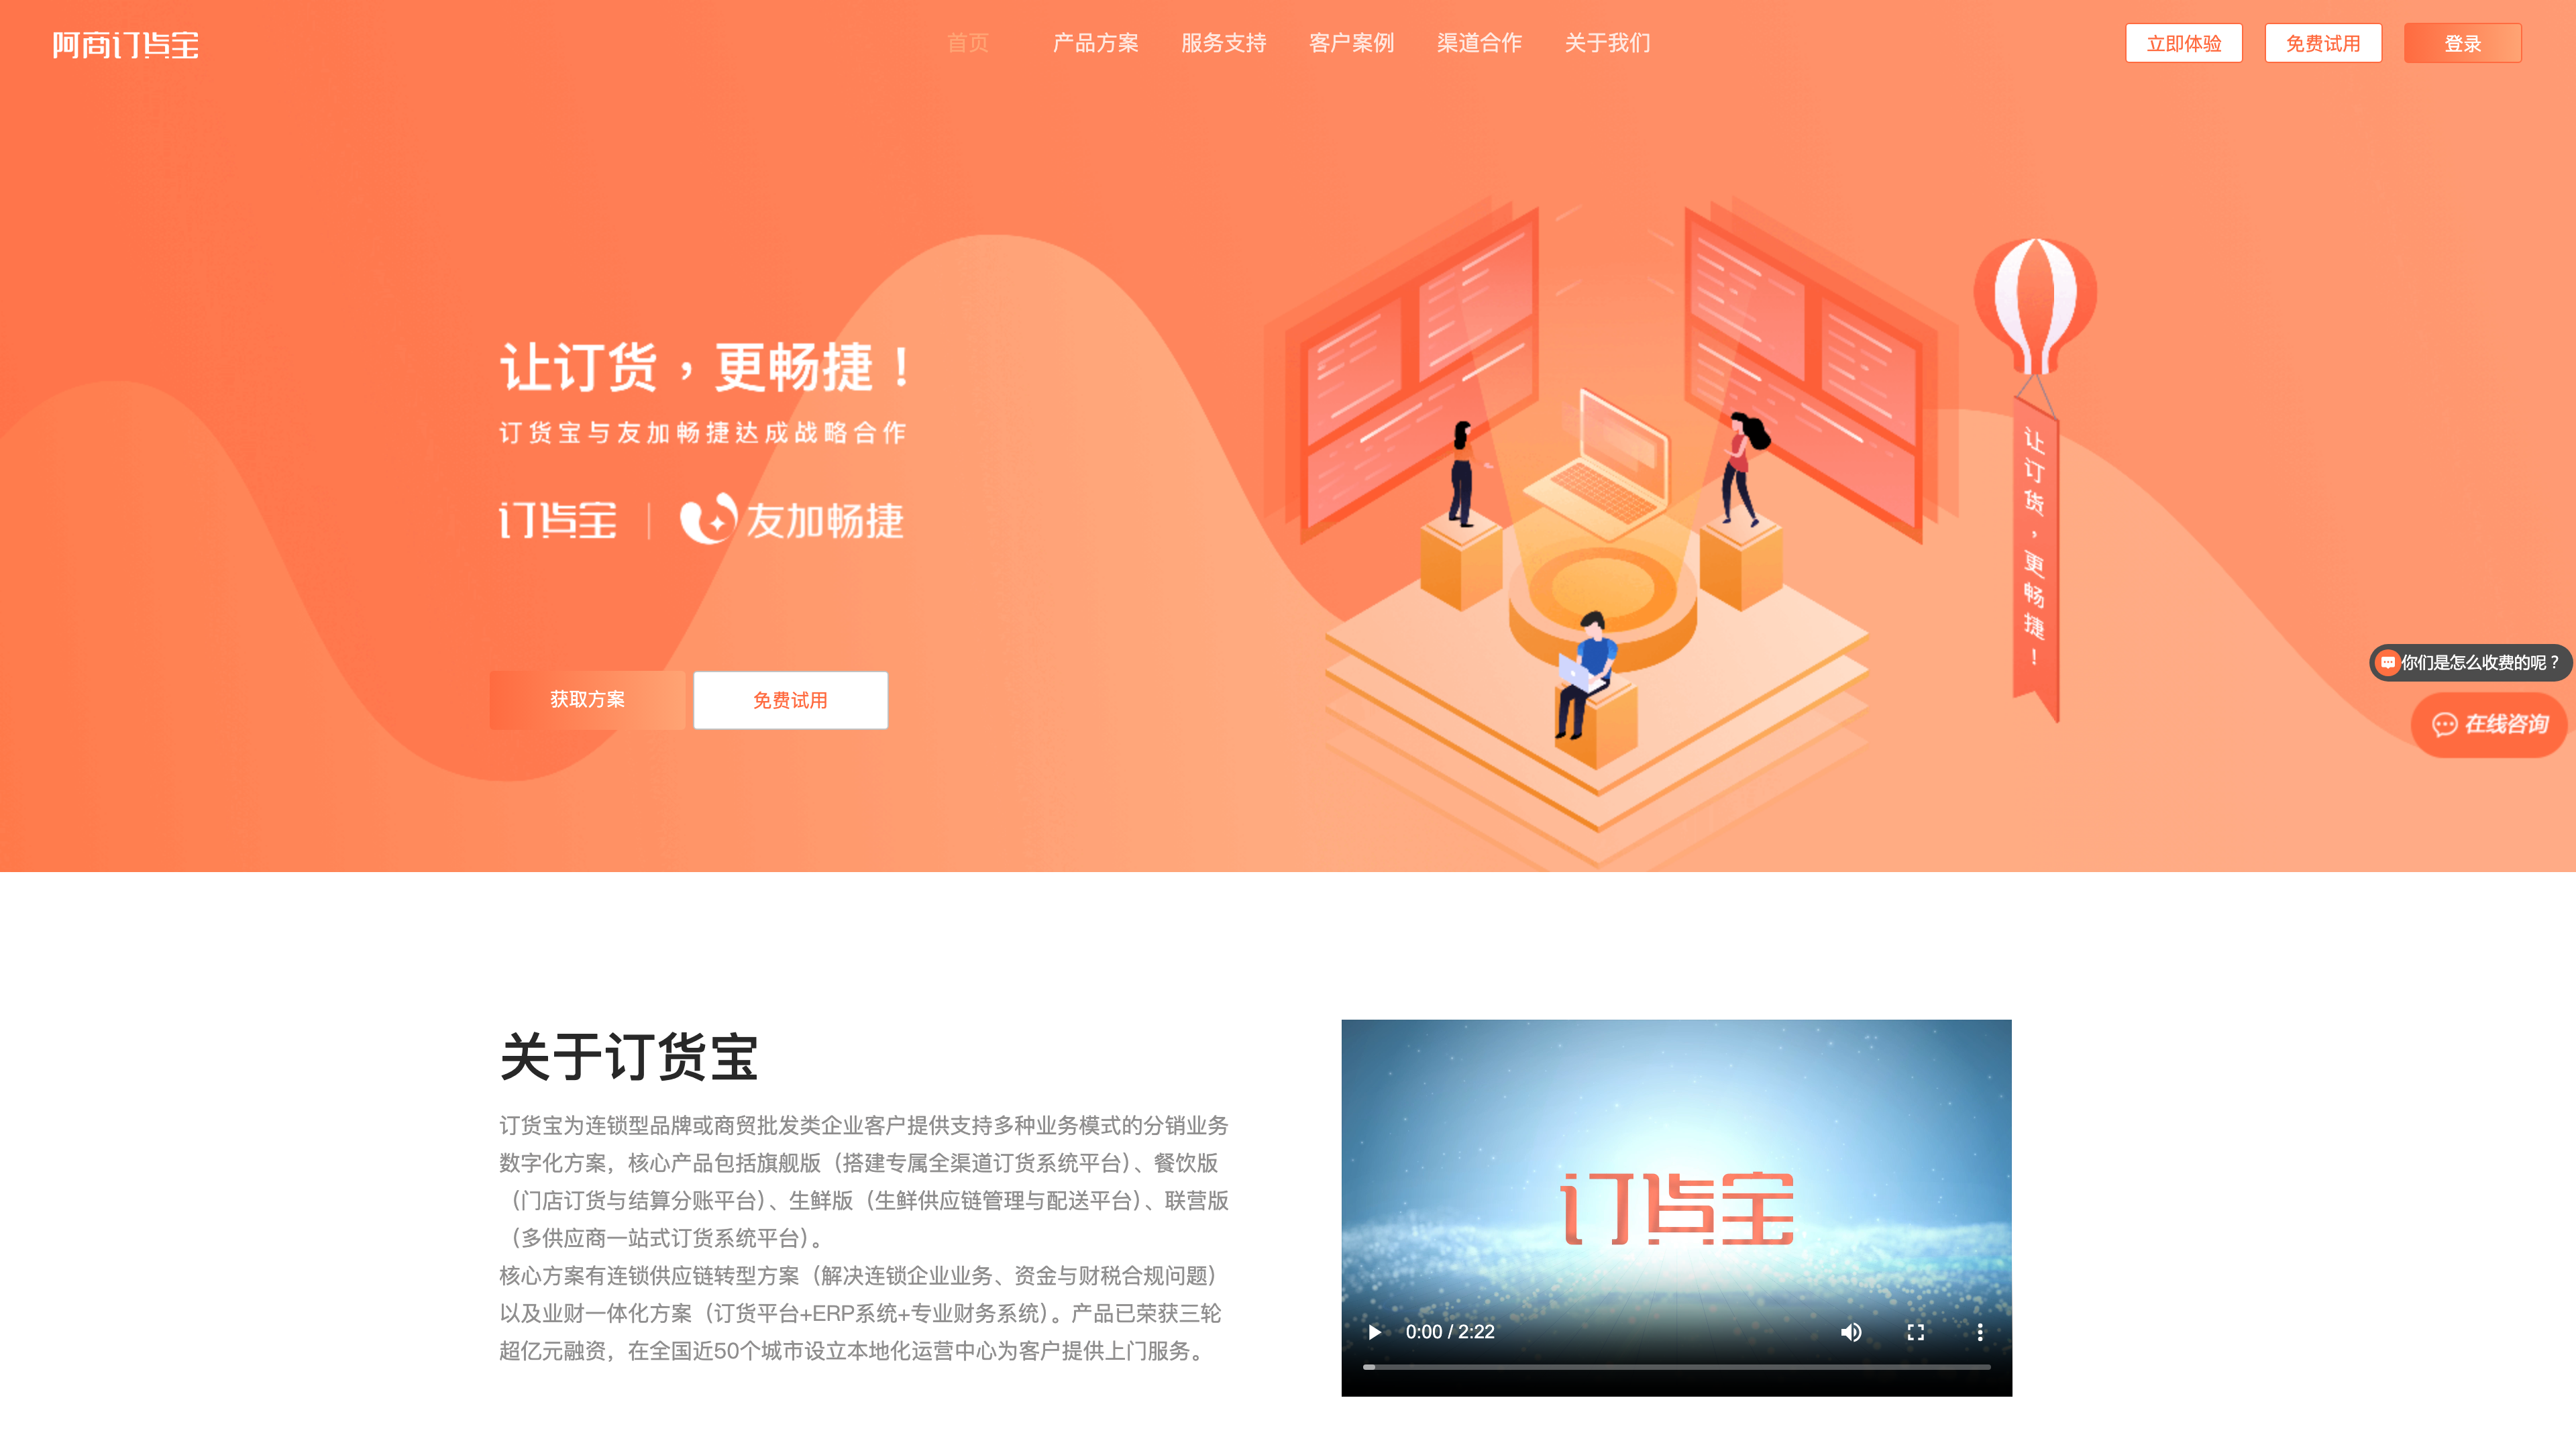 阿商订货宝
首页
产品方案
服务支持
客户案例
渠道合作
关于我们
立即体验
免费试用
登录
让订货，更畅捷！
订货宝与友加畅捷达成战略合作
订货宝 | 友加畅捷
获取方案
免费试用
让订货，更畅捷！
你们是怎么收费的呢？
在线咨询
关于订货宝
订货宝为连锁型品牌或商贸批发类企业客户提供支持多种业务模式的分销业务
数字化方案，核心产品包括旗舰版（搭建专属全渠道订货系统平台）、餐饮版
（门店订货与结算分账平台）、生鲜版（生鲜供应链管理与配送平台）、联营版
（多供应商一站式订货系统平台）。
核心方案有连锁供应链转型方案（解决连锁企业业务、资金与财税合规问题）
以及业财一体化方案（订货平台+ERP系统+专业财务系统）。产品已荣获三轮
超亿元融资，在全国近50个城市设立本地化运营中心为客户提供上门服务。
订货宝
0:00 / 2:22